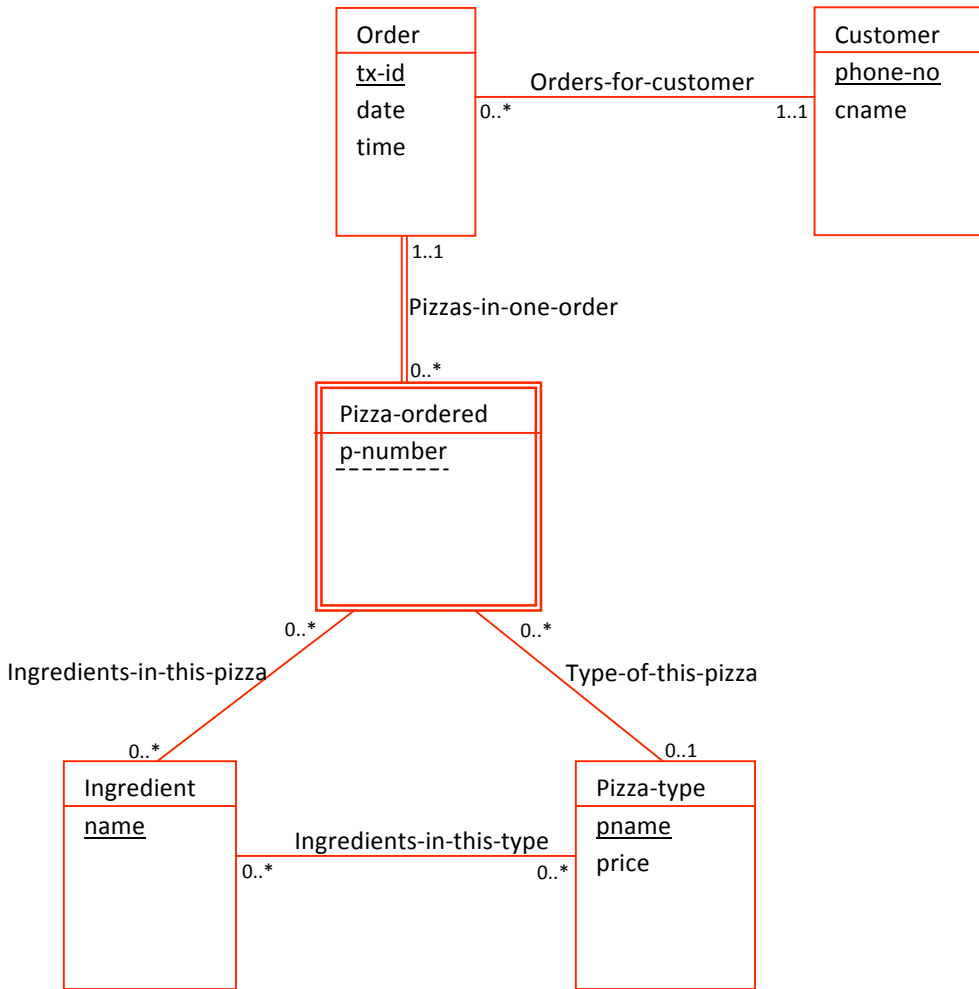 Order
tx-id
date
time
Customer
phone-no
cname
Orders-for-customer
0..*
1..1
1..1
Pizzas-in-one-order
0..*
Pizza-ordered
p-number
0..*
0..*
Ingredients-in-this-pizza
Type-of-this-pizza
0..*
0..1
Ingredient
name
Pizza-type
pname
price
Ingredients-in-this-type
0..*
0..*